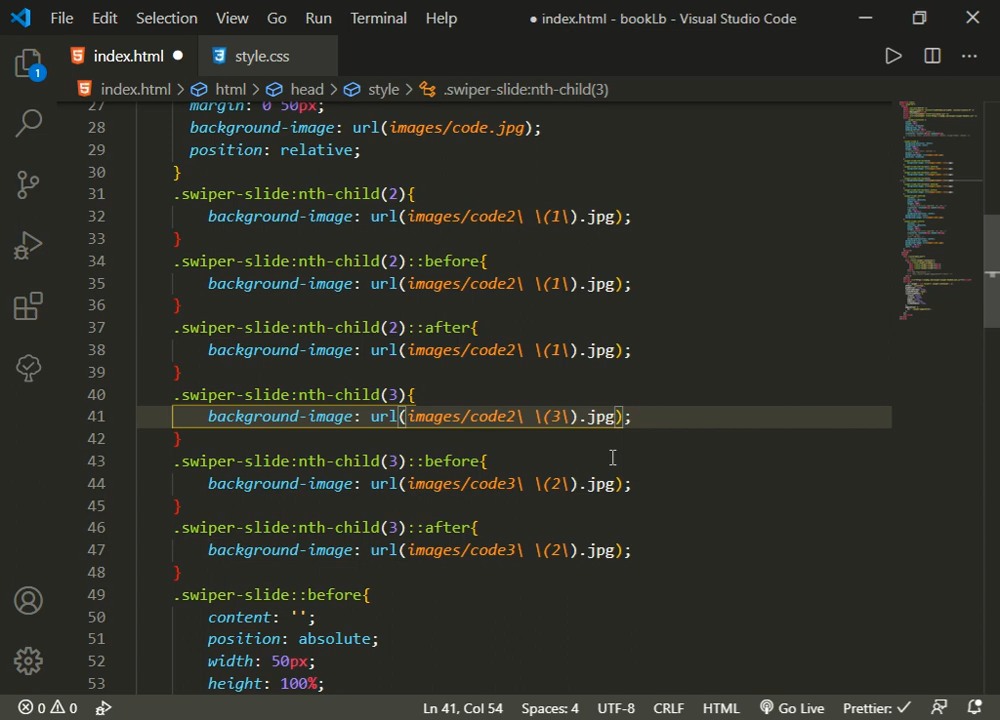 File Edit Selection View Go Run Terminal Help ● index.html - bookLb - Visual Studio Code
index.html ● style.css
index.html > html > head > style > .swiper-slide:nth-child(3)
27 margin: 0 50px;
28 background-image: url(images/code.jpg);
29 position: relative;
30 }
31 .swiper-slide:nth-child(2){
32 background-image: url(images/code2\ \(1\).jpg);
33 }
34 .swiper-slide:nth-child(2)::before{
35 background-image: url(images/code2\ \(1\).jpg);
36 }
37 .swiper-slide:nth-child(2)::after{
38 background-image: url(images/code2\ \(1\).jpg);
39 }
40 .swiper-slide:nth-child(3){
41 background-image: url(images/code2\ \(3\).jpg);
42 }
43 .swiper-slide:nth-child(3)::before{
44 background-image: url(images/code3\ \(2\).jpg);
45 }
46 .swiper-slide:nth-child(3)::after{
47 background-image: url(images/code3\ \(2\).jpg);
48 }
49 .swiper-slide::before{
50 content: '';
51 position: absolute;
52 width: 50px;
53 height: 100%;
1
0 0 Ln 41, Col 54 Spaces: 4 UTF-8 CRLF HTML Go Live Prettier: ✓